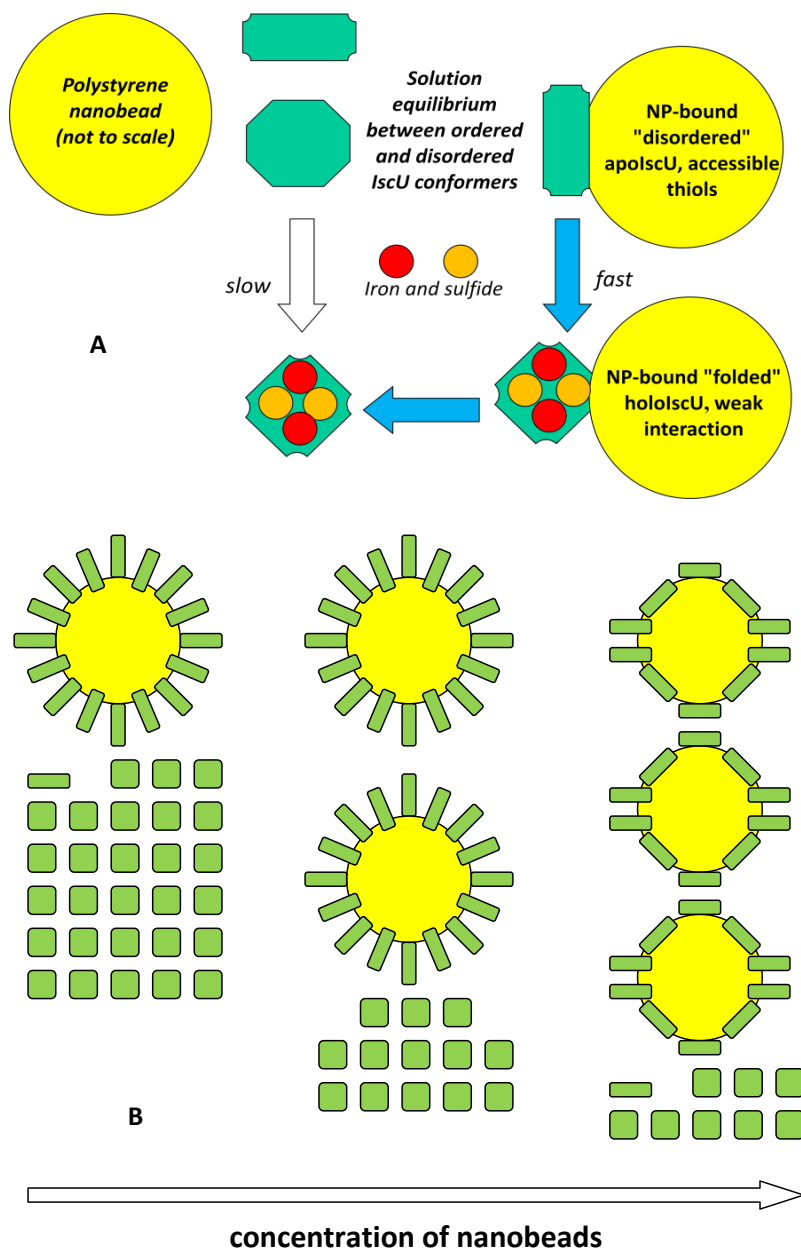 Polystyrene
nanobead
(not to scale)
Solution
equilibrium
between ordered
and disordered
IscU conformers
NP-bound
"disordered"
apoIscU, accessible
thiols
slow
Iron and sulfide
fast
A
NP-bound "folded"
holoIscU, weak
interaction
B
concentration of nanobeads